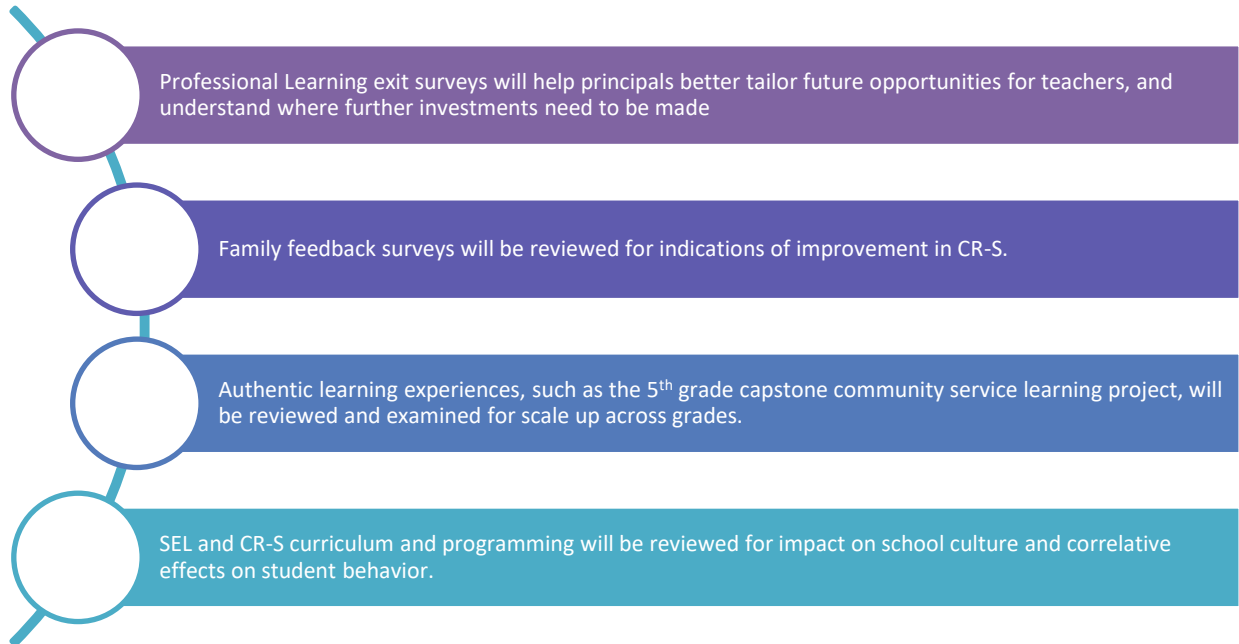 Professional Learning exit surveys will help principals better tailor future opportunities for teachers, and
understand where further investments need to be made
Family feedback surveys will be reviewed for indications of improvement in CR-S.
Authentic learning experiences, such as the 5th grade capstone community service learning project, will
be reviewed and examined for scale up across grades.
SEL and CR-S curriculum and programming will be reviewed for impact on school culture and correlative
effects on student behavior.